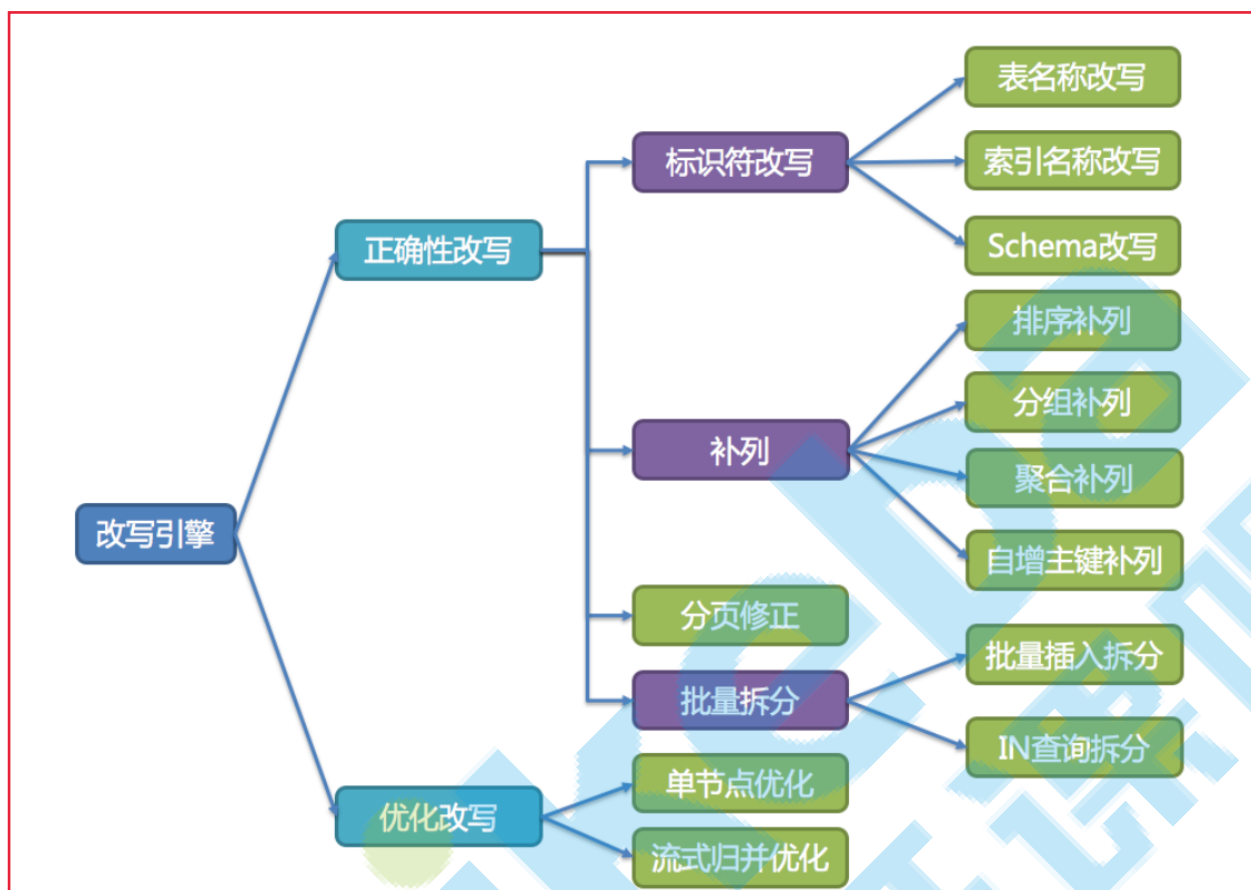 改写引擎
正确性改写
标识符改写
表名称改写
索引名称改写
Schema改写
补列
排序补列
分组补列
聚合补列
自增主键补列
分页修正
批量拆分
批量插入拆分
IN查询拆分
优化改写
单节点优化
流式归并优化